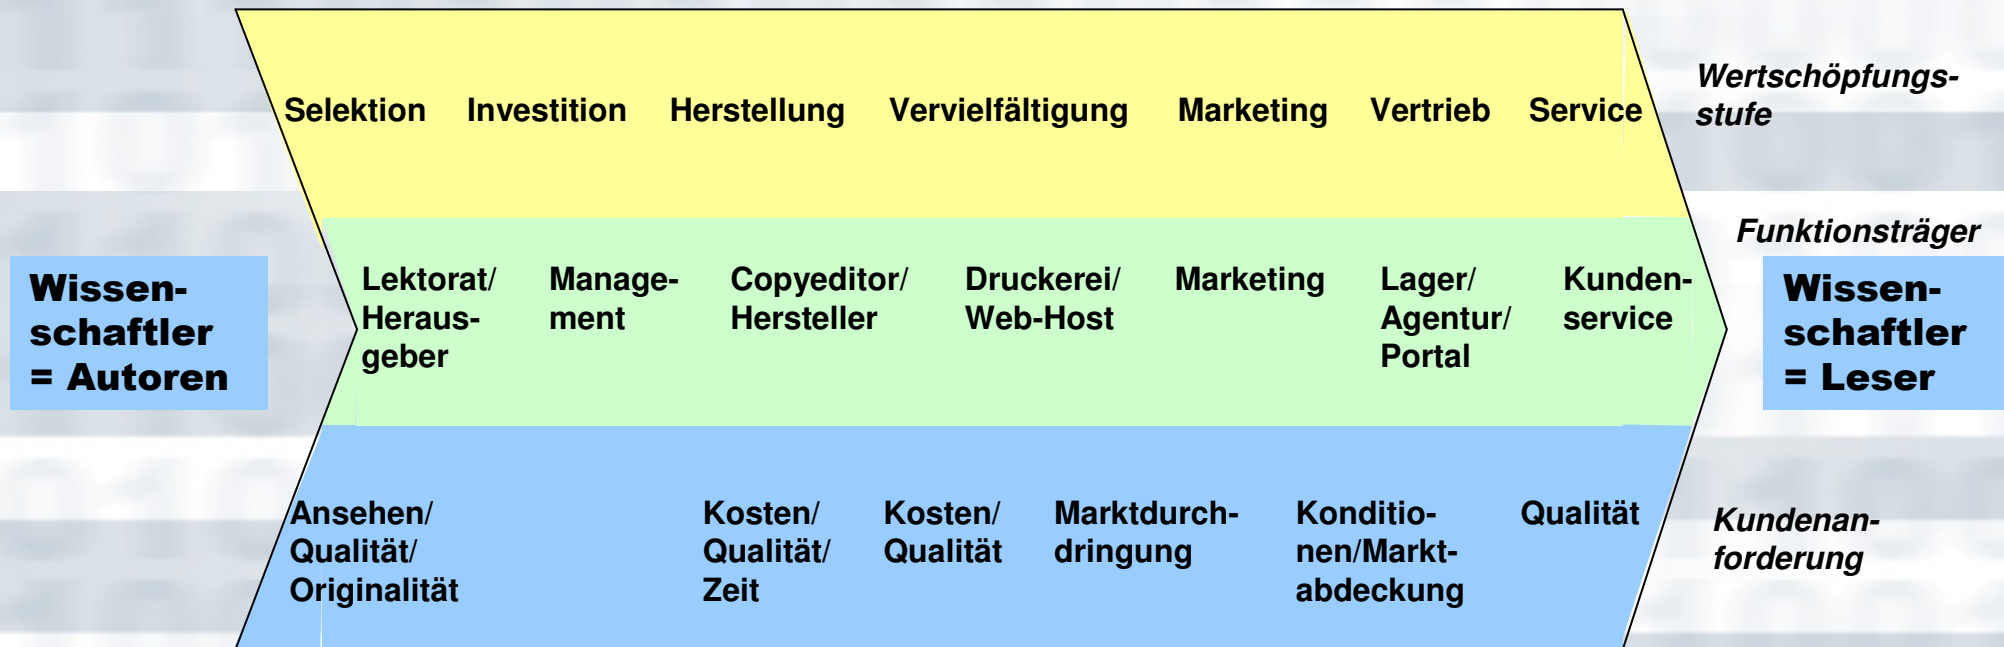 Selektion Investition Herstellung Vervielfältigung Marketing Vertrieb Service
Wertschöpfungs-
stufe
Funktionsträger
Wissen-
schaftler
= Autoren
Lektorat/
Heraus-
geber
Manage-
ment
Copyeditor/
Hersteller
Druckerei/
Web-Host
Marketing
Lager/
Agentur/
Portal
Kunden-
service
Wissen-
schaftler
= Leser
Ansehen/
Qualität/
Originalität
Kosten/
Qualität/
Zeit
Kosten/
Qualität
Marktdurch-
dringung
Konditio-
nen/Markt-
abdeckung
Qualität
Kundenan-
forderung